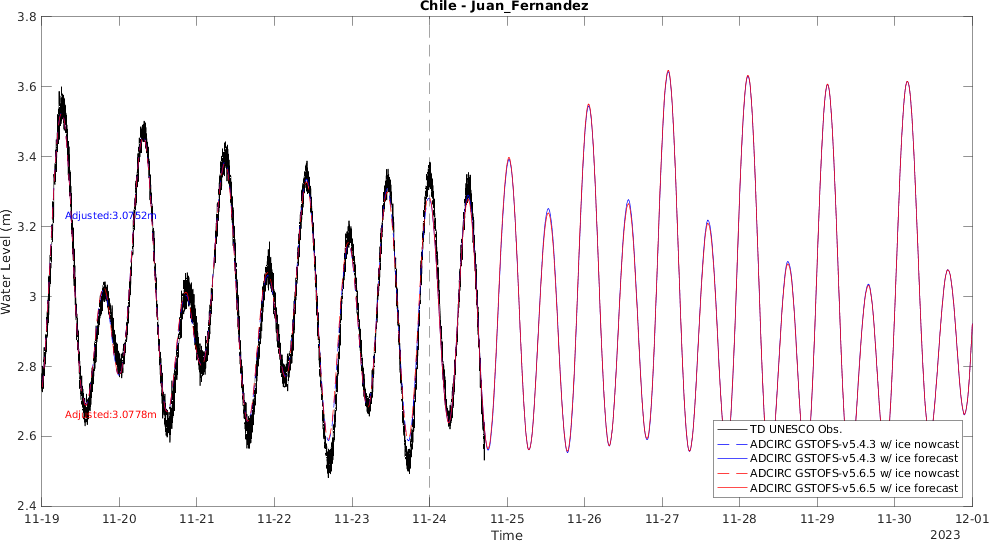 Chile - Juan_Fernandez
3.8
3.6
3.4
3.2
3
2.8
2.6
2.4
Water Level (m)
Adjusted:3.0752m
Adjusted:3.0778m
TD UNESCO Obs.
ADCIRC GSTOFS-v5.4.3 w/ ice nowcast
ADCIRC GSTOFS-v5.4.3 w/ ice forecast
ADCIRC GSTOFS-v5.6.5 w/ ice nowcast
ADCIRC GSTOFS-v5.6.5 w/ ice forecast
11-19 11-20 11-21 11-22 11-23 11-24 11-25 11-26 11-27 11-28 11-29 11-30 12-01
Time
2023